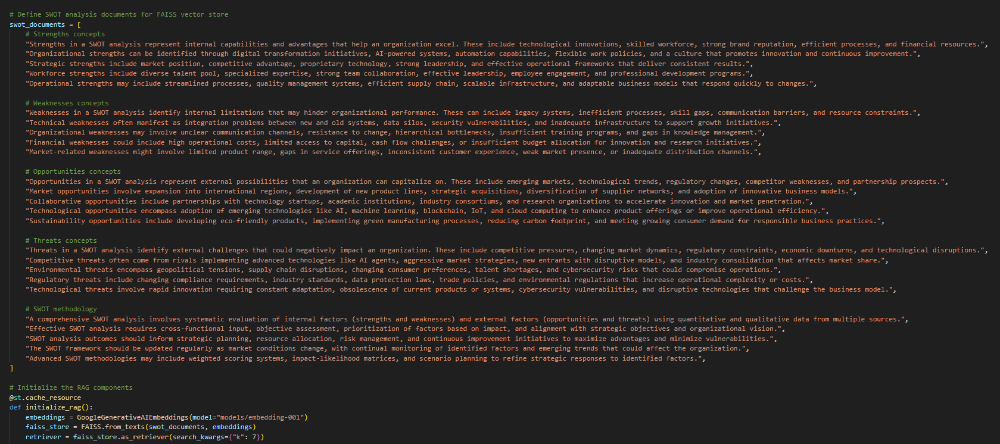 # Define SWOT analysis documents for FAISS vector store
swot_documents = [
    # Strengths concepts
    "Strengths in a SWOT analysis represent internal capabilities and advantages that help an organization excel. These include technological innovations, skilled workforce, strong brand reputation, efficient processes, and financial resources.",
    "Organizational strengths can be identified through digital transformation initiatives, AI-powered systems, automation capabilities, flexible work policies, and a culture that promotes innovation and continuous improvement.",
    "Strategic strengths include market position, competitive advantage, proprietary technology, strong leadership, and effective operational frameworks that deliver consistent results.",
    "Workforce strengths include diverse talent pool, specialized expertise, strong team collaboration, effective leadership, employee engagement, and professional development programs.",
    "Operational strengths may include streamlined processes, quality management systems, efficient supply chain, scalable infrastructure, and adaptable business models that respond quickly to changes.",

    # Weaknesses concepts
    "Weaknesses in a SWOT analysis identify internal limitations that may hinder organizational performance. These can include legacy systems, inefficient processes, skill gaps, communication barriers, and resource constraints.",
    "Technical weaknesses often manifest as integration problems between new and old systems, data silos, security vulnerabilities, and inadequate infrastructure to support growth initiatives.",
    "Organizational weaknesses may involve unclear communication channels, resistance to change, hierarchical bottlenecks, insufficient training programs, and gaps in knowledge management.",
    "Financial weaknesses could include high operational costs, limited access to capital, cash flow challenges, or insufficient budget allocation for innovation and research initiatives.",
    "Market-related weaknesses might involve limited product range, gaps in service offerings, inconsistent customer experience, weak market presence, or inadequate distribution channels.",

    # Opportunities concepts
    "Opportunities in a SWOT analysis represent external possibilities that an organization can capitalize on. These include emerging markets, technological trends, regulatory changes, competitor weaknesses, and partnership prospects.",
    "Market opportunities involve expansion into international regions, development of new product lines, strategic acquisitions, diversification of supplier networks, and adoption of innovative business models.",
    "Collaborative opportunities include partnerships with technology startups, academic institutions, industry consortiums, and research organizations to accelerate innovation and market penetration.",
    "Technological opportunities encompass adoption of emerging technologies like AI, machine learning, blockchain, IoT, and cloud computing to enhance product offerings or improve operational efficiency.",
    "Sustainability opportunities include developing eco-friendly products, implementing green manufacturing processes, reducing carbon footprint, and meeting growing consumer demand for responsible business practices.",

    # Threats concepts
    "Threats in a SWOT analysis identify external challenges that could negatively impact an organization. These include competitive pressures, changing market dynamics, regulatory constraints, economic downturns, and technological disruptions.",
    "Competitive threats often come from rivals implementing advanced technologies like AI agents, aggressive market strategies, new entrants with disruptive models, and industry consolidation that affects market share.",
    "Environmental threats encompass geopolitical tensions, supply chain disruptions, changing consumer preferences, talent shortages, and cybersecurity risks that could compromise operations.",
    "Regulatory threats include changing compliance requirements, industry standards, data protection laws, trade policies, and environmental regulations that increase operational complexity or costs.",
    "Technological threats involve rapid innovation requiring constant adaptation, obsolescence of current products or systems, cybersecurity vulnerabilities, and disruptive technologies that challenge the business model.",

    # SWOT methodology
    "A comprehensive SWOT analysis involves systematic evaluation of internal factors (strengths and weaknesses) and external factors (opportunities and threats) using quantitative and qualitative data from multiple sources.",
    "Effective SWOT analysis requires cross-functional input, objective assessment, prioritization of factors based on impact, and alignment with strategic objectives and organizational vision.",
    "SWOT analysis outcomes should inform strategic planning, resource allocation, risk management, and continuous improvement initiatives to maximize advantages and minimize vulnerabilities.",
    "The SWOT framework should be updated regularly as market conditions change, with continual monitoring of identified factors and emerging trends that could affect the organization.",
    "Advanced SWOT methodologies may include weighted scoring systems, impact-likelihood matrices, and scenario planning to refine strategic responses to identified factors.",
]

# Initialize the RAG components
@st.cache_resource
def initialize_rag():
    embeddings = GoogleGenerativeAIEmbeddings(model="models/embedding-001")
    faiss_store = FAISS.from_texts(swot_documents, embeddings)
    retriever = faiss_store.as_retriever(search_kwargs={"k": 7})